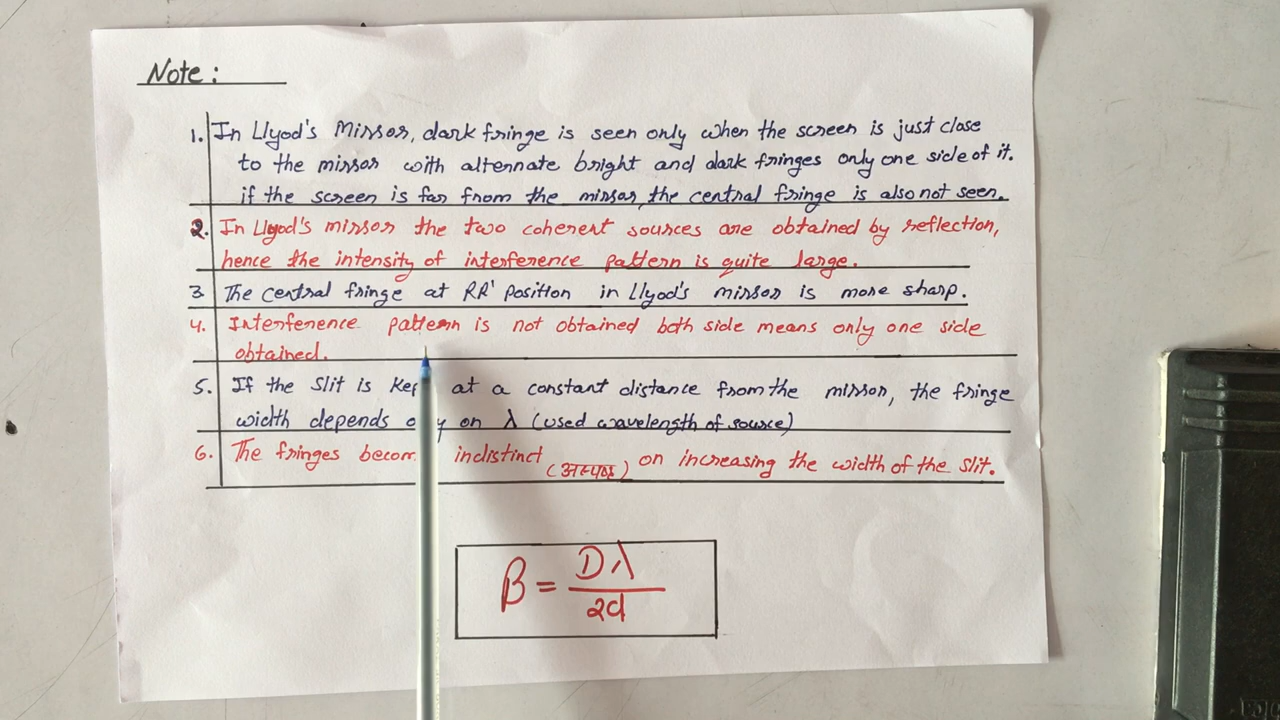 Note:
1. In Llyod's Mirror, dark fringe is seen only when the screen is just close
to the mirror with alternate bright and dark fringes only one side of it.
if the screen is far from the mirror, the central fringe is also not seen.
2. In Llyod's mirror the two coherent sources are obtained by reflection,
hence the intensity of interference pattern is quite large.
3 The central fringe at RR' Position in Llyod's mirror is more sharp.
4. Interference pattern is not obtained both side means only one side
obtained.
5. If the slit is at a constant distance from the mirror, the fringe
width depends on λ (used wavelength of source)
6. The fringes indistinct on increasing the width of the slit.
β = Dλ
2d